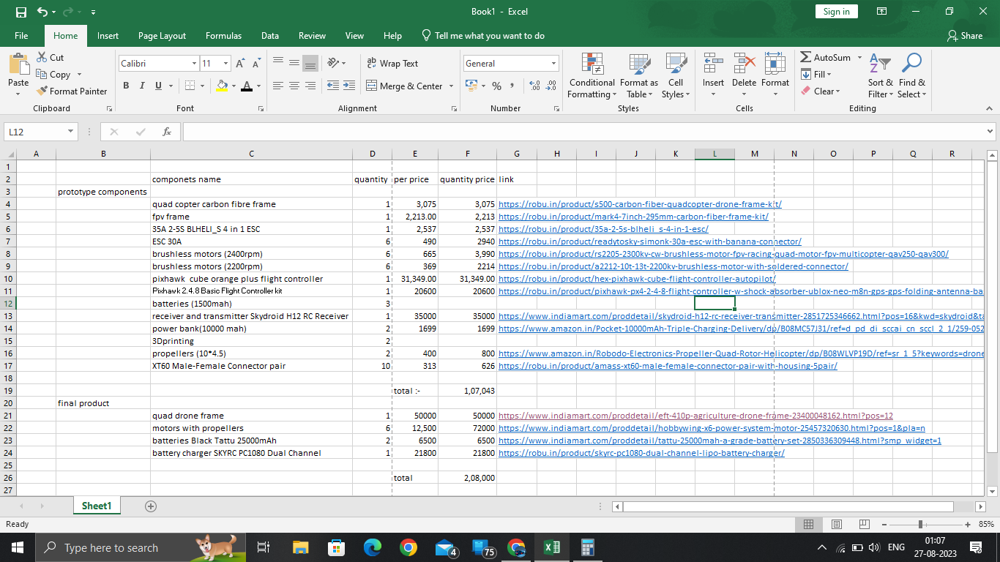 Book1 - Excel
Sign in
File Home Insert Page Layout Formulas Data Review View Help Tell me what you want to do Share
Paste Cut Copy Format Painter
Calibri 11
B I U
Wrap Text
Merge & Center
General
% ,
Conditional Formatting Format as Table Cell Styles
Insert Delete Format
AutoSum Fill Clear
Sort & Filter Find & Select
Clipboard Font Alignment Number Styles Cells Editing
L12 fx
A B C D E F G H I J K L M N O P Q R
1
2 componets name quantity per price quantity price link
3 prototype components
4 quad copter carbon fibre frame 1 3,075 3,075 https://robu.in/product/s500-carbon-fiber-quadcopter-drone-frame-kit/
5 fpv frame 1 2,213.00 2,213 https://robu.in/product/mark4-7inch-295mm-carbon-fiber-frame-kit/
6 35A 2-5S BLHELI_S 4 in 1 ESC 1 2,537 2,537 https://robu.in/product/35a-2-5s-blheli_s-4-in-1-esc/
7 ESC 30A 6 490 2940 https://robu.in/product/readytosky-simonk-30a-esc-with-banana-connector/
8 brushless motors (2400rpm) 6 665 3,990 https://robu.in/product/rs2205-2300kv-cw-brushless-motor-fpv-racing-quad-motor-fpv-multicopter-qav250-qav300/
9 brushless motors (2200rpm) 6 369 2214 https://robu.in/product/a2212-10t-13t-2200kv-brushless-motor-with-soldered-connector/
10 pixhawk cube orange plus flight controller 1 31,349.00 31,349.00 https://robu.in/product/hex-pixhawk-cube-flight-controller-autopilot/
11 Pixhawk 2.4.8 Basic Flight Controller kit 1 20600 20600 https://robu.in/product/pixhawk-px4-2-4-8-flight-controller-w-shock-absorber-ublox-neo-m8n-gps-gps-folding-antenna-ba
12 batteries (1500mah) 3
13 receiver and transmitter Skydroid H12 RC Receiver 1 35000 35000 https://www.indiamart.com/proddetail/skydroid-h12-rc-receiver-transmitter-2851725346662.html?pos=16&kwd=skydroid&ta
14 power bank(10000 mah) 2 1699 1699 https://www.amazon.in/Pocket-10000mAh-Triple-Charging-Delivery/dp/B08MC57J31/ref=d_pd_di_sccai_cn_sccl_2_1/259-052
15 3Dprinting 2
16 propellers (10*4.5) 2 400 800 https://www.amazon.in/Robodo-Electronics-Propeller-Quad-Rotor-Helicopter/dp/B08WLVP19D/ref=sr_1_5?keywords=drone
17 XT60 Male-Female Connector pair 10 313 626 https://robu.in/product/amass-xt60-male-female-connector-pair-with-housing-5pair/
18
19 total :- 1,07,043
20 final product
21 quad drone frame 1 50000 50000 https://www.indiamart.com/proddetail/eft-410p-agriculture-drone-frame-23400048162.html?pos=12
22 motors with propellers 6 12,500 72000 https://www.indiamart.com/proddetail/hobbywing-x6-power-system-motor-25457320630.html?pos=1&pla=n
23 batteries Black Tattu 25000mAh 2 6500 6500 https://www.indiamart.com/proddetail/tattu-25000mah-a-grade-battery-set-2850336309448.html?smp_widget=1
24 battery charger SKYRC PC1080 Dual Channel 1 21800 21800 https://robu.in/product/skyrc-pc1080-dual-channel-lipo-battery-charger/
25
26 total 2,08,000
27
Sheet1
Ready 85%
Type here to search 4 75 ENG 01:07
27-08-2023